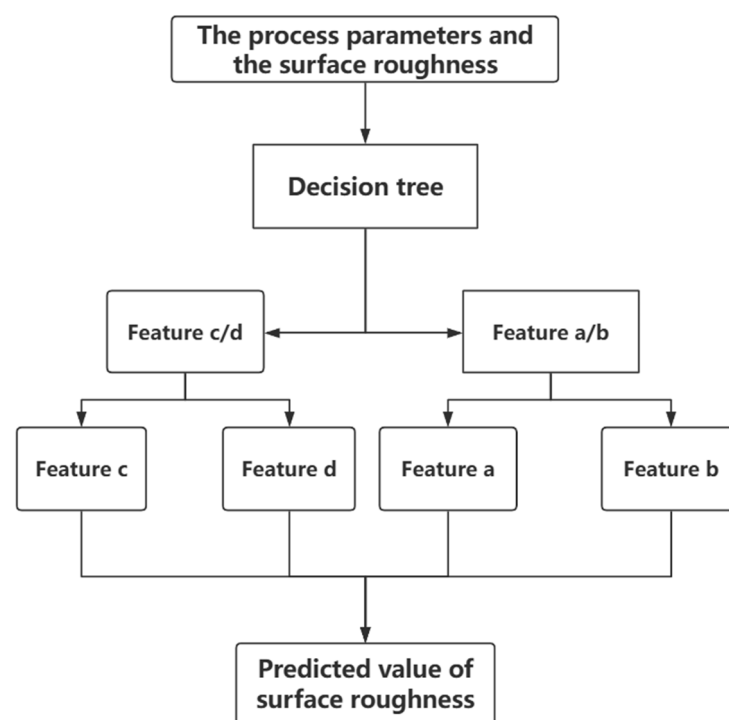 The process parameters and
the surface roughness
Decision tree
Feature c/d
Feature a/b
Feature c
Feature d
Feature a
Feature b
Predicted value of
surface roughness